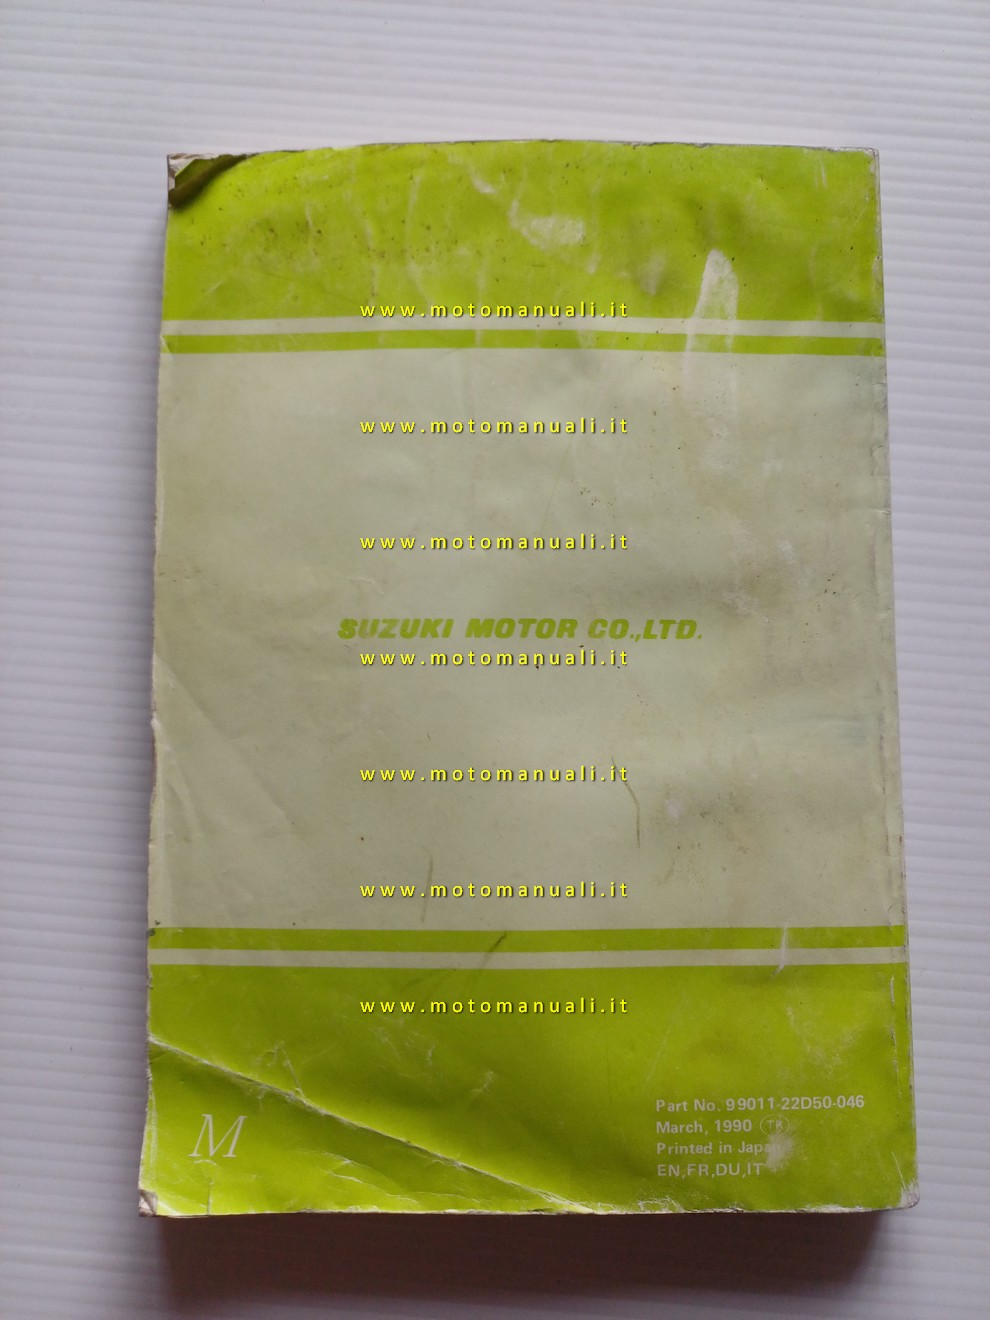 www.motomanuali.it
www.motomanuali.it
www.motomanuali.it
SUZUKI MOTOR CO.,LTD.
www.motomanuali.it
www.motomanuali.it
www.motomanuali.it
www.motomanuali.it
Part No. 99011-22D50-046
March, 1990 TK
Printed in Japan
EN,FR,DU,IT
M